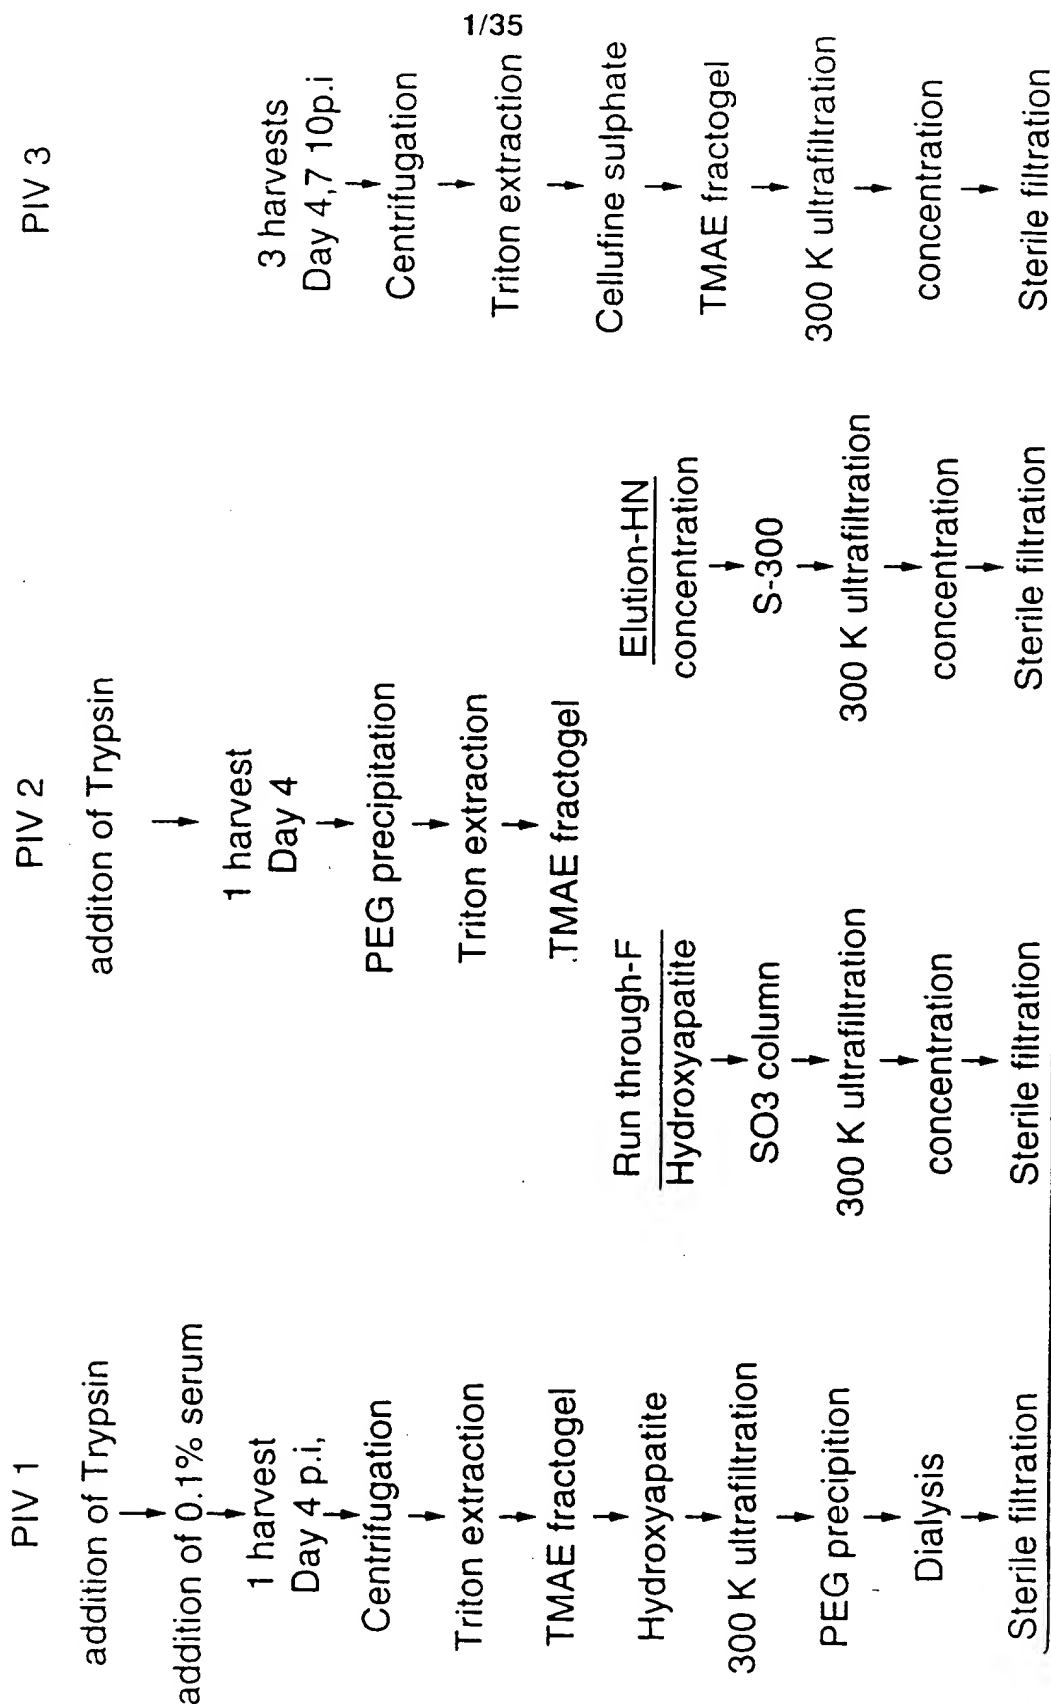 1/35
PIV 1
addition of Trypsin
addition of 0.1% serum
1 harvest
Day 4 p.i,
Centrifugation
Triton extraction
TMAE fractogel
Hydroxyapatite
300 K ultrafiltration
PEG precipition
Dialysis
Sterile filtration
PIV 2
additon of Trypsin
1 harvest
Day 4
PEG precipitation
Triton extraction
.TMAE fractogel
Run through-F
Hydroxyapatite
SO3 column
300 K ultrafiltration
concentration
Sterile filtration
Elution-HN
concentration
S-300
300 K ultrafiltration
concentration
Sterile filtration
PIV 3
3 harvests
Day 4,7 10p.i
Centrifugation
Triton extraction
Cellufine sulphate
TMAE fractogel
300 K ultrafiltration
concentration
Sterile filtration